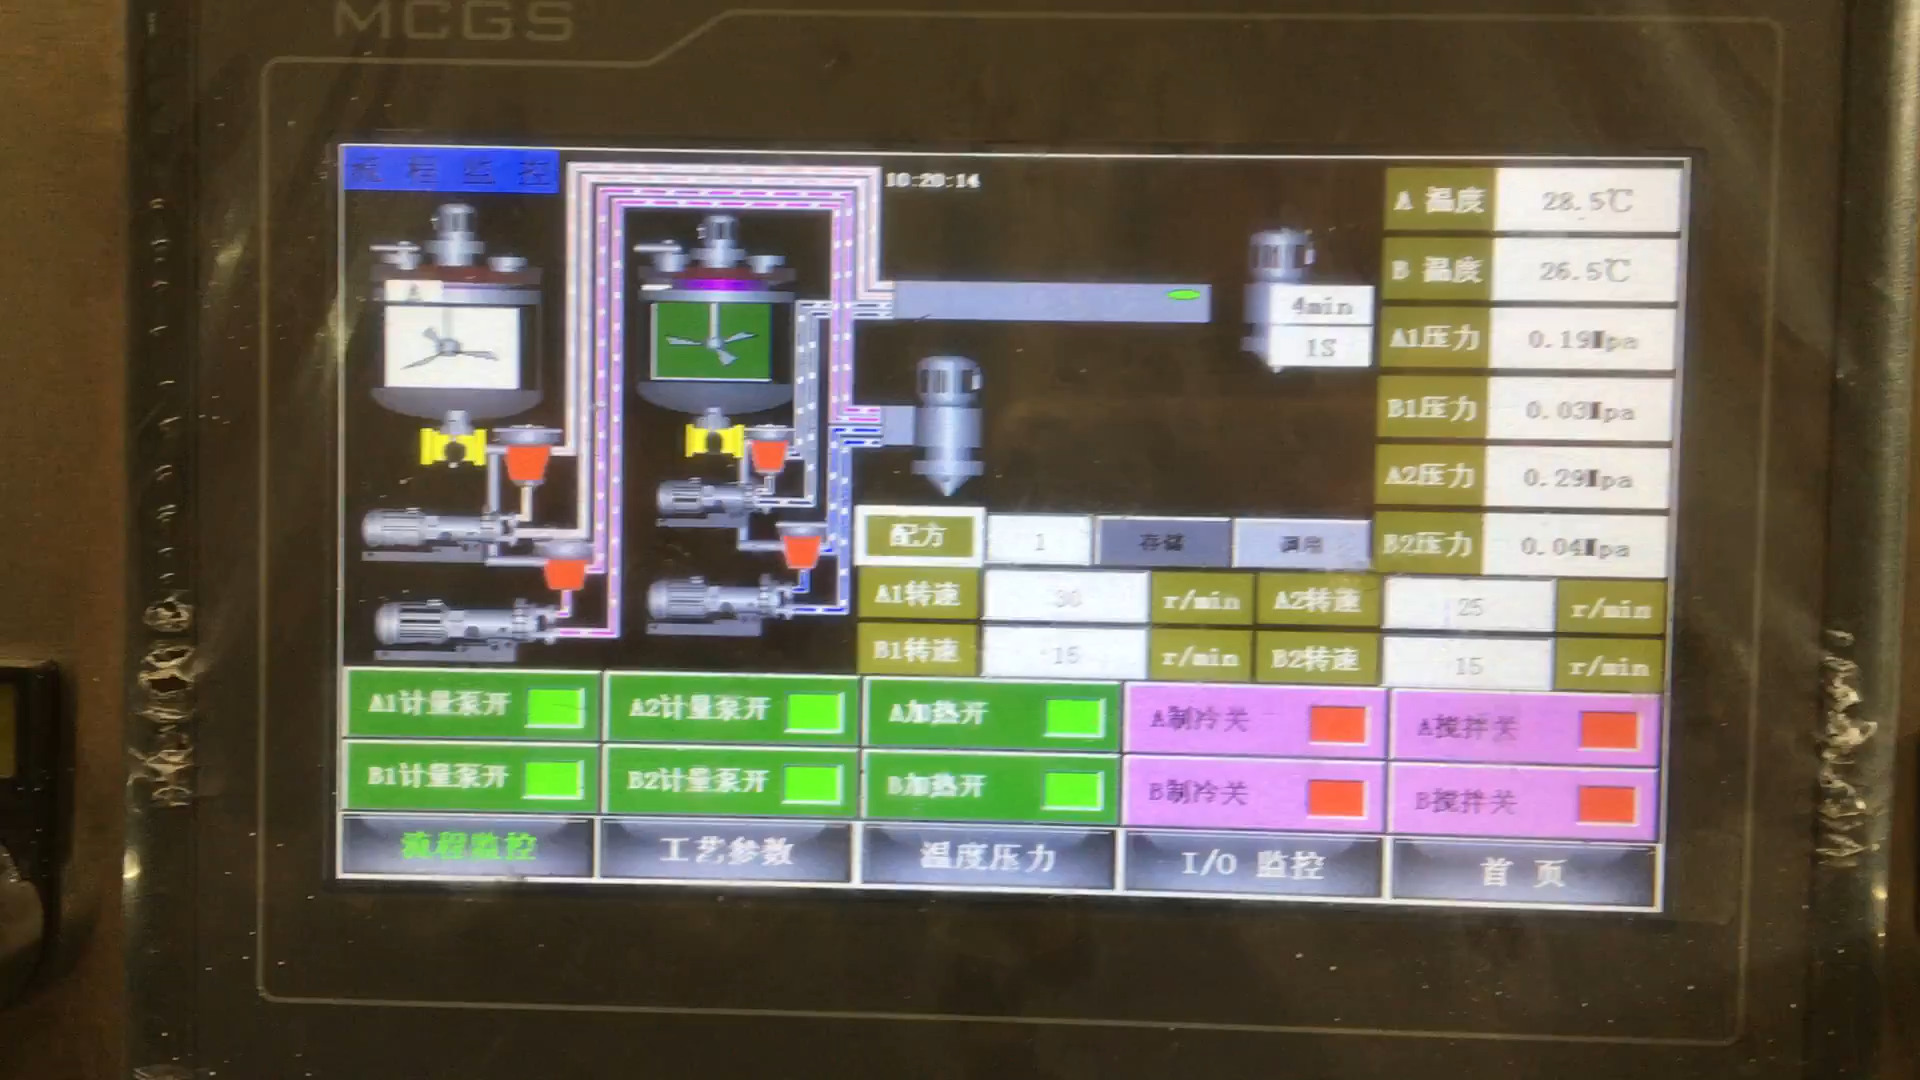 MCGS
流 程 监 控
10:20:14
A 温度 28.5℃
B 温度 26.5℃
4min
1S
A1压力 0.19Mpa
B1压力 0.03Mpa
A2压力 0.29Mpa
B2压力 0.04Mpa
A
配方 1 存储 调用
A1转速 30 r/min A2转速 25 r/min
B1转速 15 r/min B2转速 15 r/min
A1计量泵开 A2计量泵开 A加热开 A制冷关 A搅拌关
B1计量泵开 B2计量泵开 B加热开 B制冷关 B搅拌关
流程监控 工艺参数 温度压力 I/O 监控 首 页